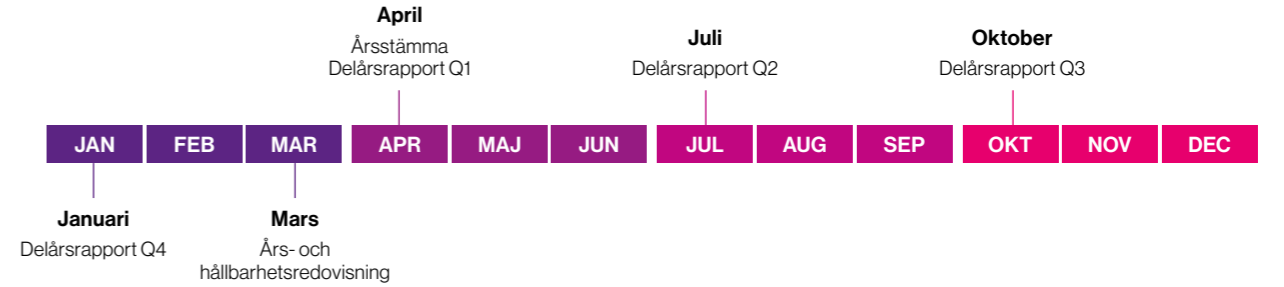 April
Årsstämma
Delårsrapport Q1
Juli
Delårsrapport Q2
Oktober
Delårsrapport Q3
JAN FEB MAR APR MAJ JUN JUL AUG SEP OKT NOV DEC
Januari
Delårsrapport Q4
Mars
Års- och
hållbarhetsredovisning